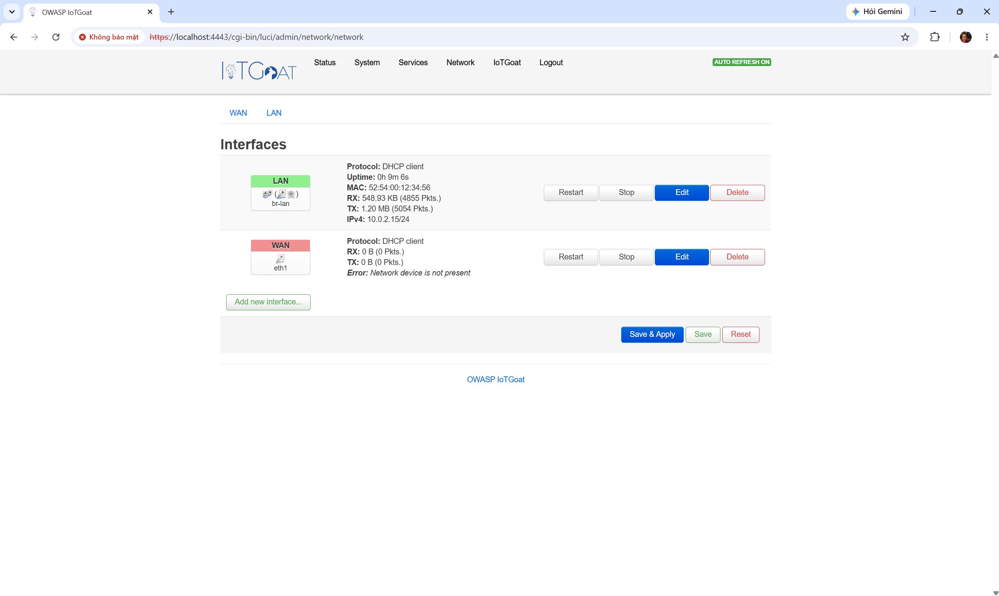 OWASP IoTGoat
Hỏi Gemini
Không bảo mật
https://localhost:4443/cgi-bin/luci/admin/network/network
IoTGOAT
Status
System
Services
Network
IoTGoat
Logout
AUTO REFRESH ON
WAN
LAN
Interfaces
LAN
( )
br-lan
Protocol: DHCP client
Uptime: 0h 9m 6s
MAC: 52:54:00:12:34:56
RX: 548.93 KB (4855 Pkts.)
TX: 1.20 MB (5054 Pkts.)
IPv4: 10.0.2.15/24
Restart
Stop
Edit
Delete
WAN
eth1
Protocol: DHCP client
RX: 0 B (0 Pkts.)
TX: 0 B (0 Pkts.)
Error: Network device is not present
Restart
Stop
Edit
Delete
Add new interface...
Save & Apply
Save
Reset
OWASP IoTGoat